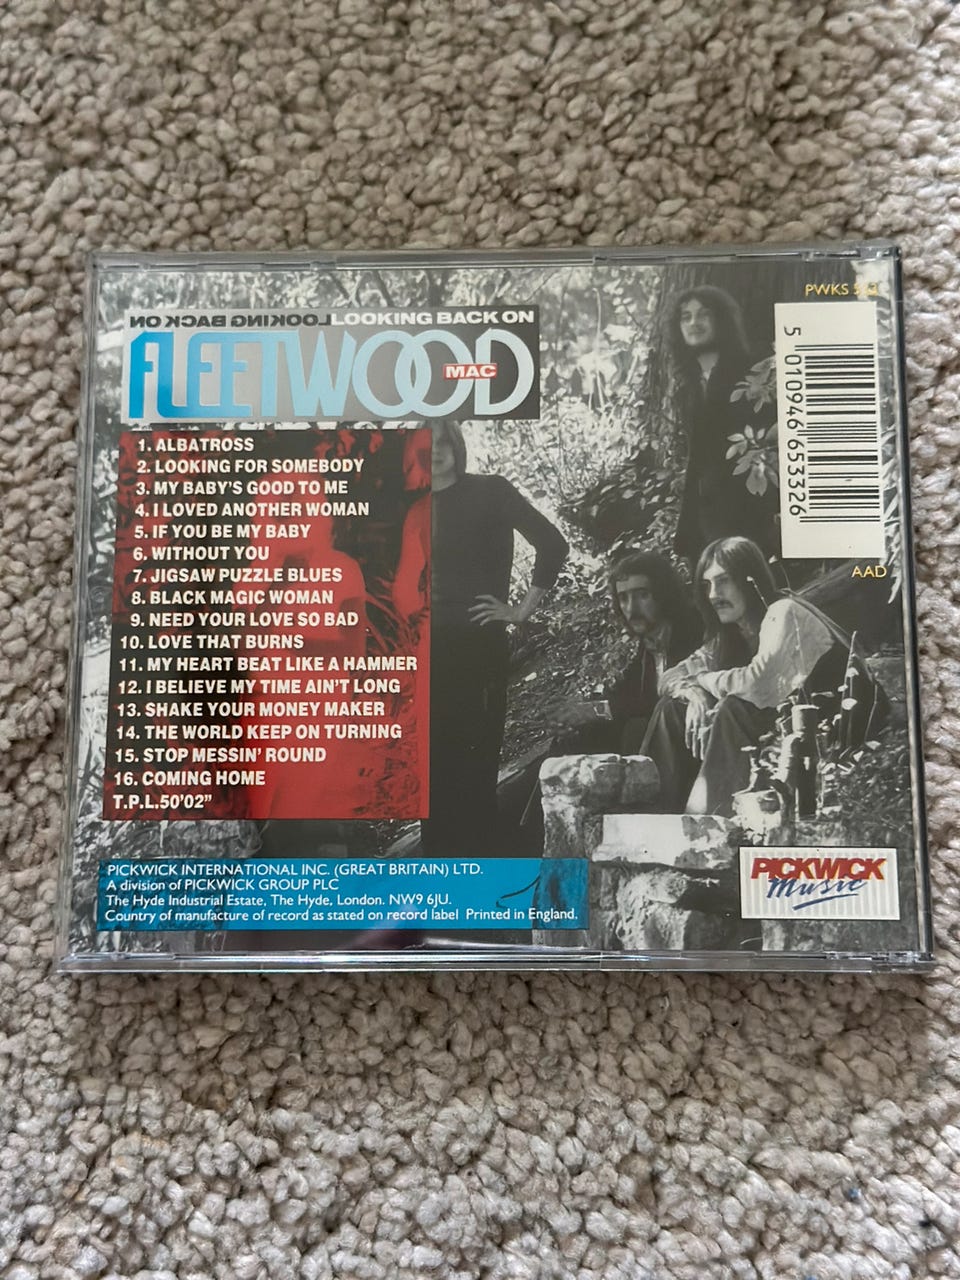 PWKS
LOOKING BACK ON LOOKING BACK ON
FLEETWOOD MAC
5 010946 653326
1. ALBATROSS
2. LOOKING FOR SOMEBODY
3. MY BABY'S GOOD TO ME
4. I LOVED ANOTHER WOMAN
5. IF YOU BE MY BABY
6. WITHOUT YOU
7. JIGSAW PUZZLE BLUES
8. BLACK MAGIC WOMAN
9. NEED YOUR LOVE SO BAD
10. LOVE THAT BURNS
11. MY HEART BEAT LIKE A HAMMER
12. I BELIEVE MY TIME AIN'T LONG
13. SHAKE YOUR MONEY MAKER
14. THE WORLD KEEP ON TURNING
15. STOP MESSIN' ROUND
16. COMING HOME
T.P.L.50'02"
AAD
PICKWICK INTERNATIONAL INC. (GREAT BRITAIN) LTD.
A division of PICKWICK GROUP PLC
The Hyde Industrial Estate, The Hyde, London. NW9 6JU.
Country of manufacture of record as stated on record label Printed in England.
PICKWICK
Music